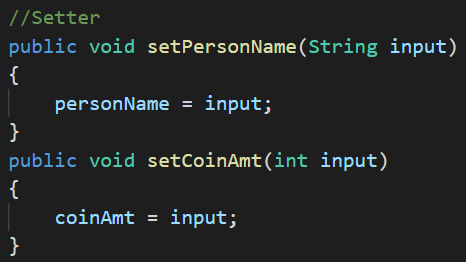 //Setter
public void setPersonName(String input)
{
    personName = input;
}
public void setCoinAmt(int input)
{
    coinAmt = input;
}